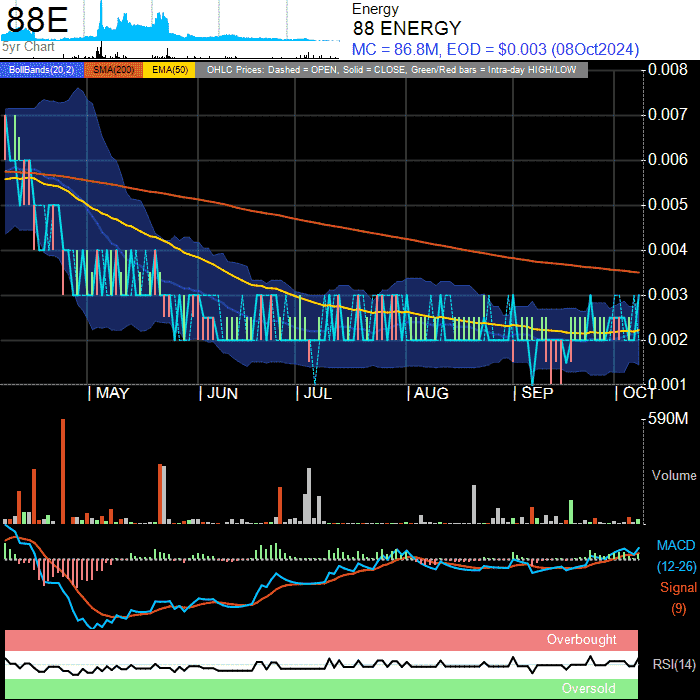 88E
5yr Chart
Energy
88 ENERGY
MC = 86.8M, EOD = $0.003 (08Oct2024)
BollBands(20,2) SMA(200) EMA(50) OHLC Prices: Dashed = OPEN, Solid = CLOSE, Green/Red bars = Intra-day HIGH/LOW
0.008
0.007
0.006
0.005
0.004
0.003
0.002
0.001
MAY JUN JUL AUG SEP OCT
590M
Volume
MACD
(12-26)
Signal
(9)
Overbought
RSI(14)
Oversold